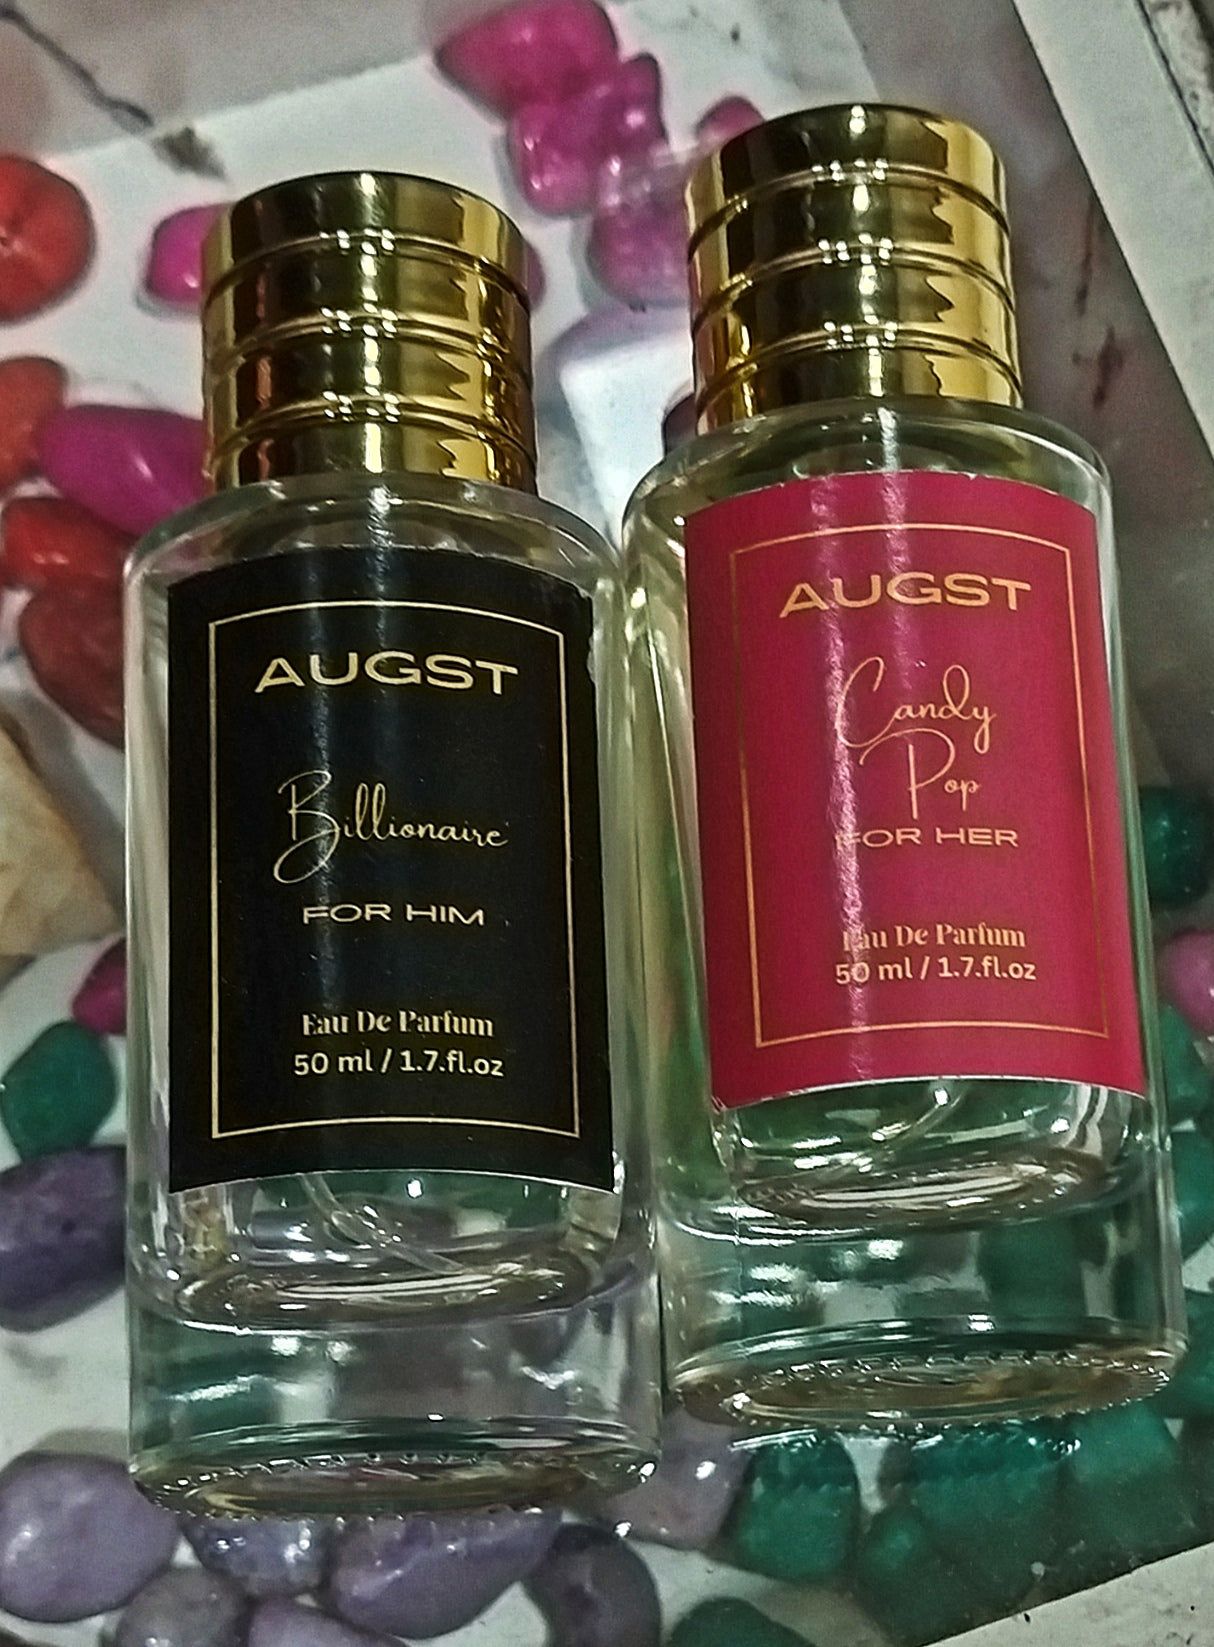 AUGST
Billionaire
FOR HIM
Eau De Parfum
50 ml / 1.7.fl.oz
AUGST
Candy
Pop
FOR HER
Eau De Parfum
50 ml / 1.7.fl.oz